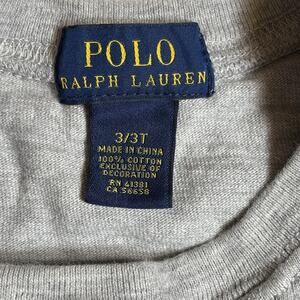 POLO
RALPH LAUREN
3/3T
MADE IN CHINA
100% COTTON
EXCLUSIVE OF
DECORATION
RN 41381
CA 56658